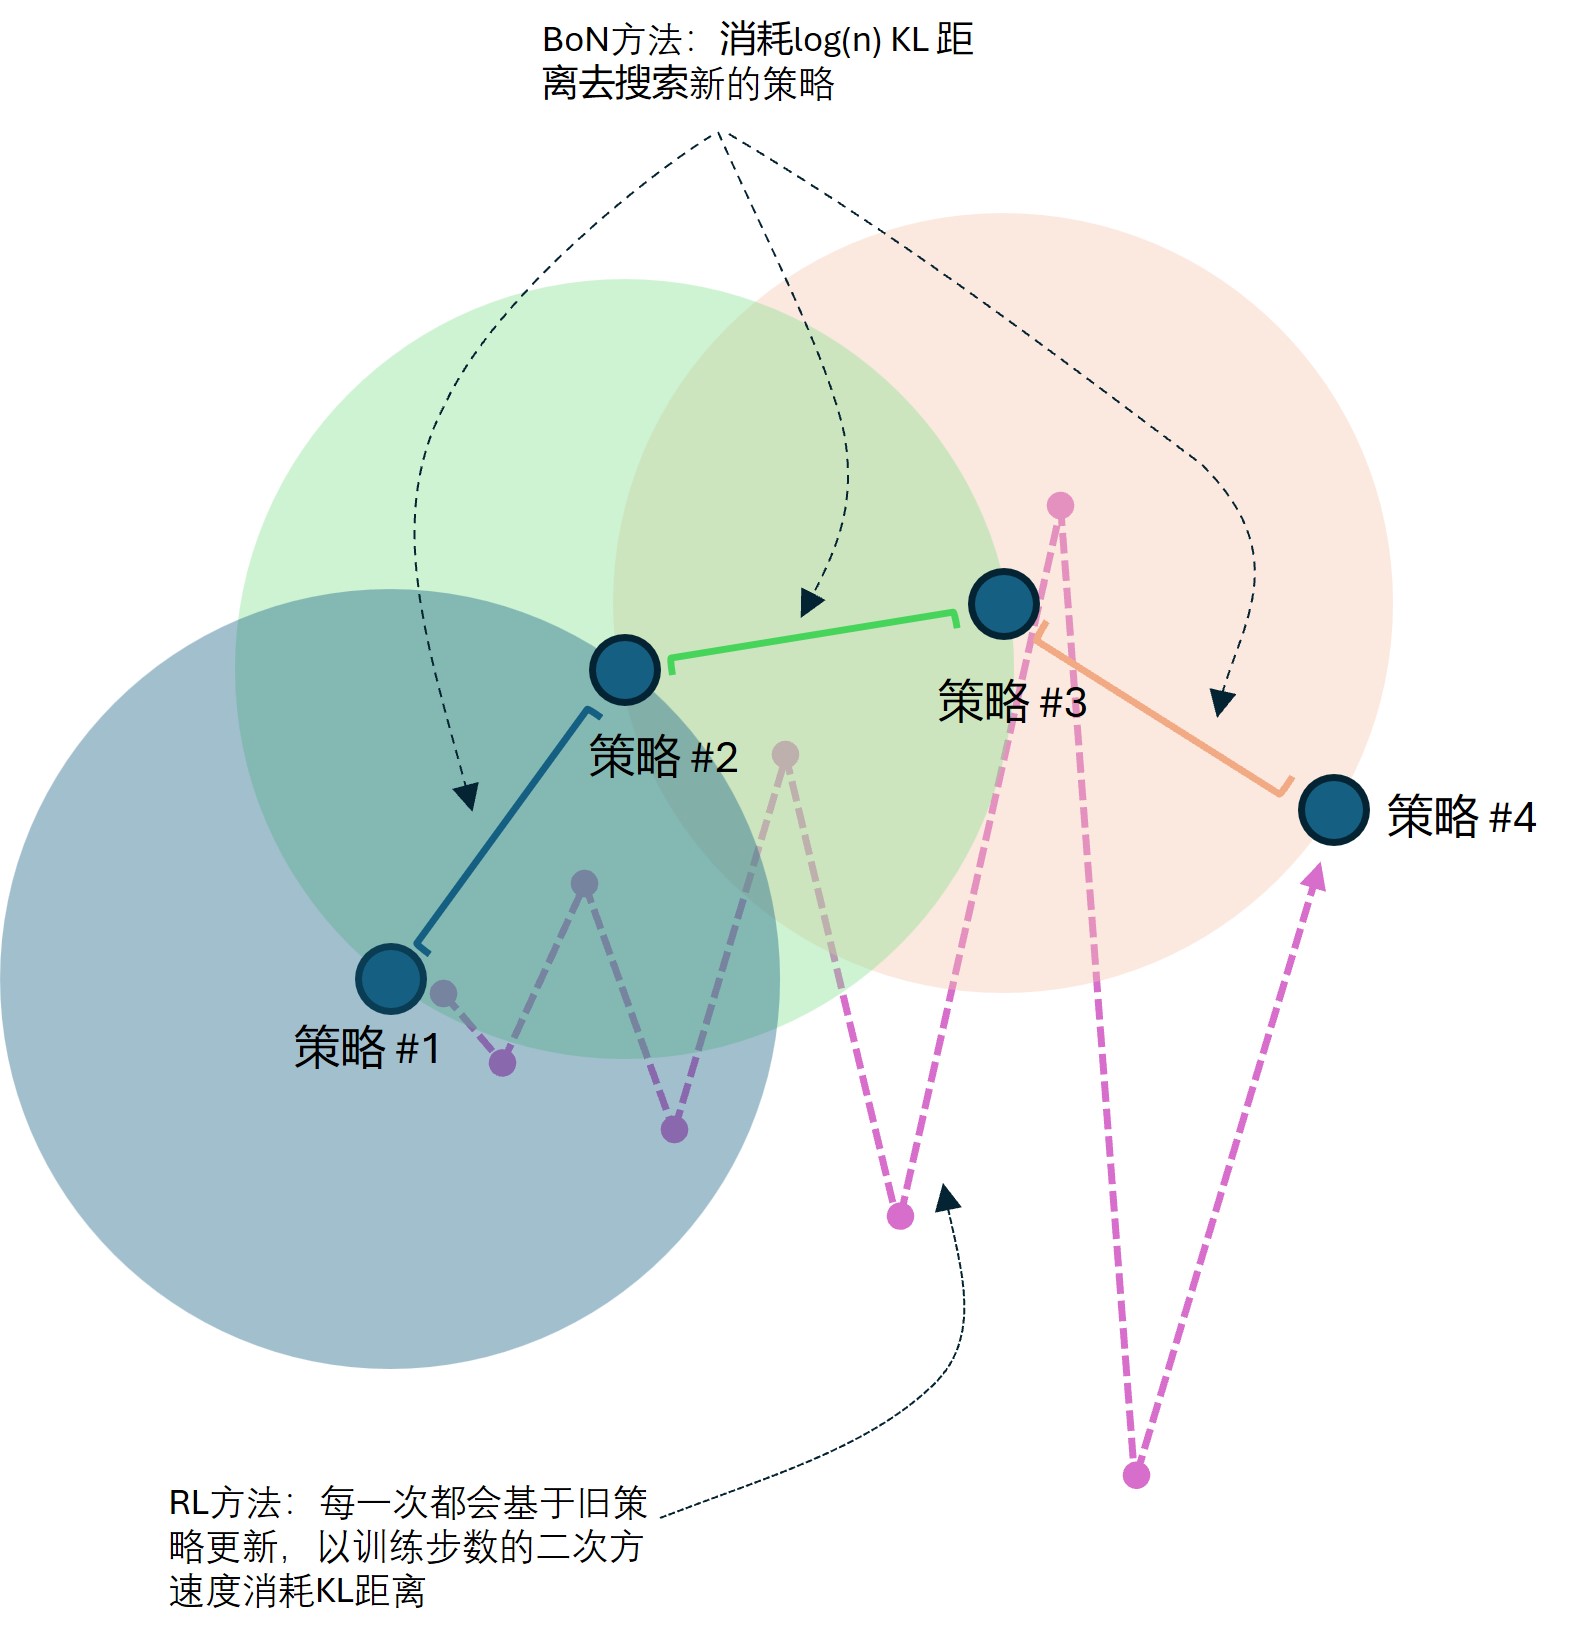 BoN方法：消耗log(n) KL 距
离去搜索新的策略
策略 #3
策略 #2
策略 #4
策略 #1
RL方法：每一次都会基于旧策
略更新，以训练步数的二次方
速度消耗KL距离